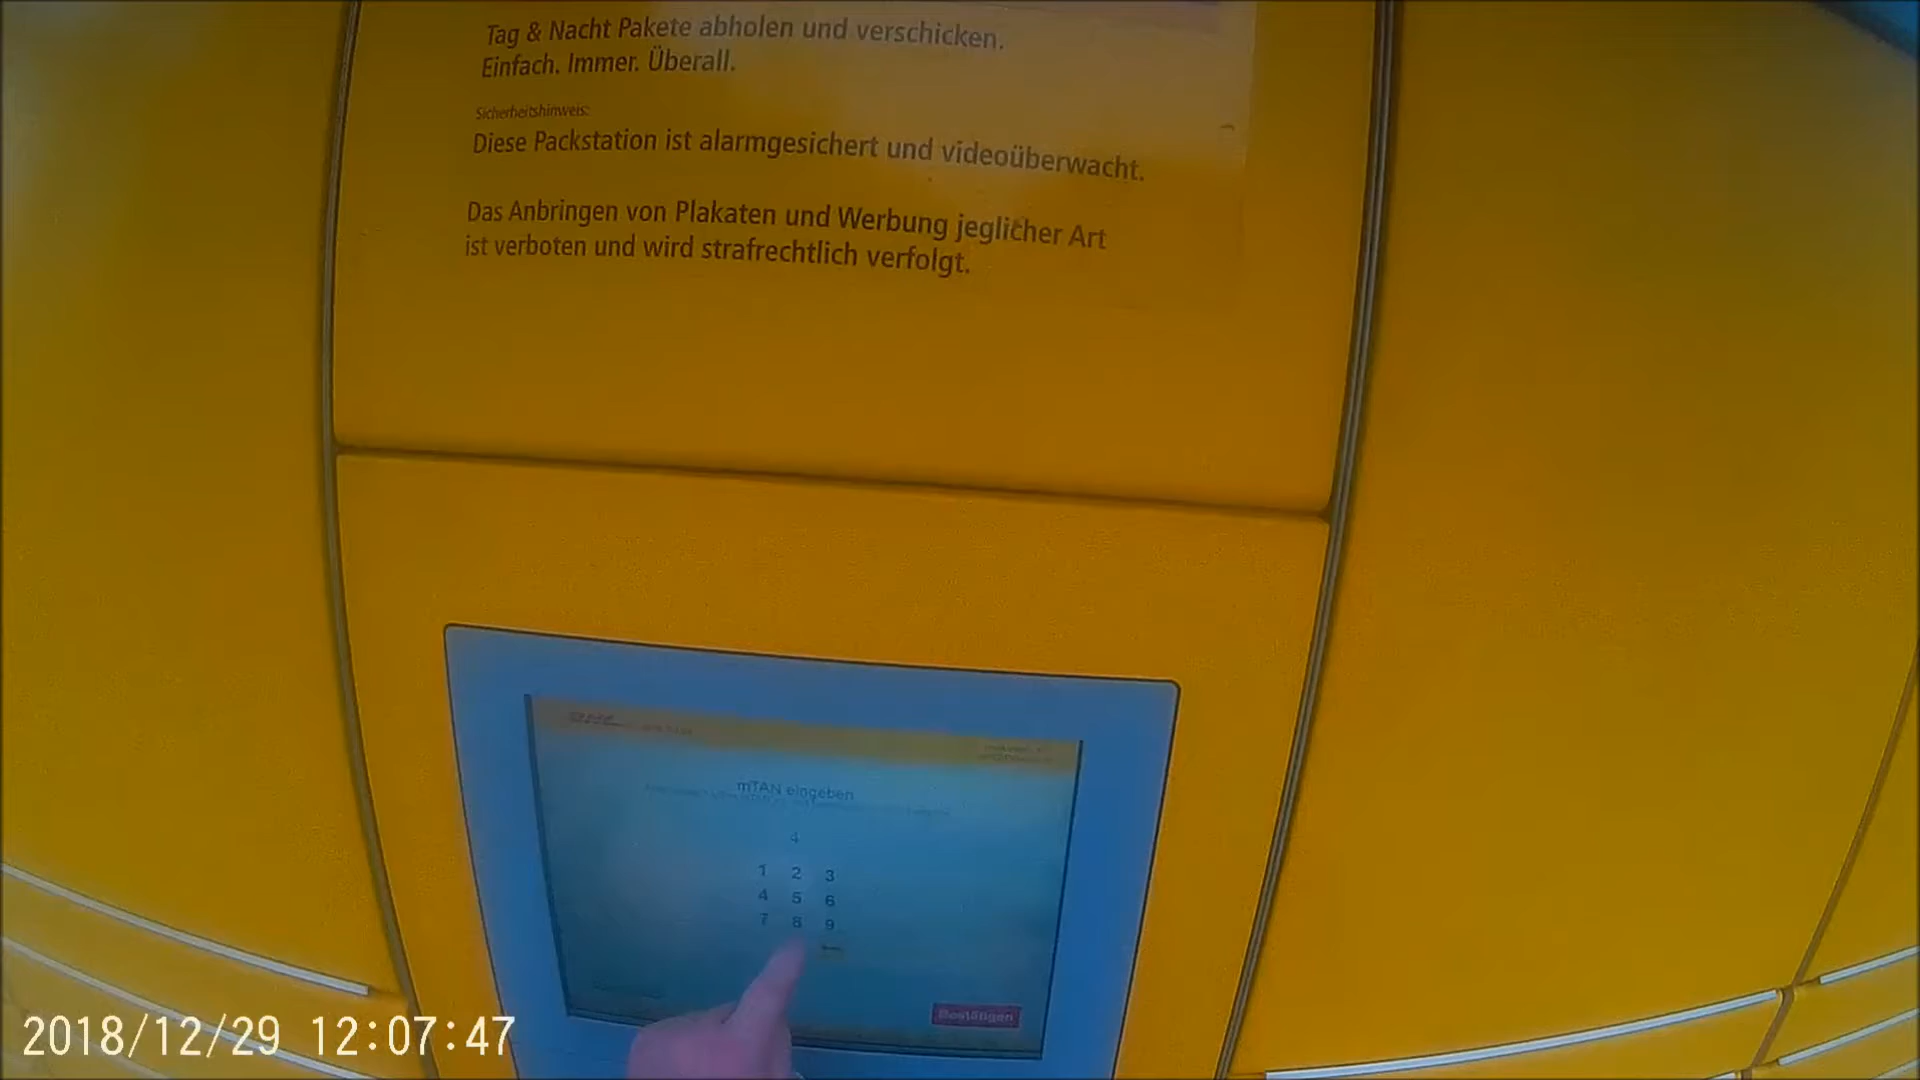 Tag & Nacht Pakete abholen und verschicken.
Einfach. Immer. Überall.
Sicherheitshinweis:
Diese Packstation ist alarmgesichert und videoüberwacht.
Das Anbringen von Plakaten und Werbung jeglicher Art
ist verboten und wird strafrechtlich verfolgt.
mTAN eingeben
4
1 2 3
4 5 6
7 8 9
Bestätigen
2018/12/29 12:07:47